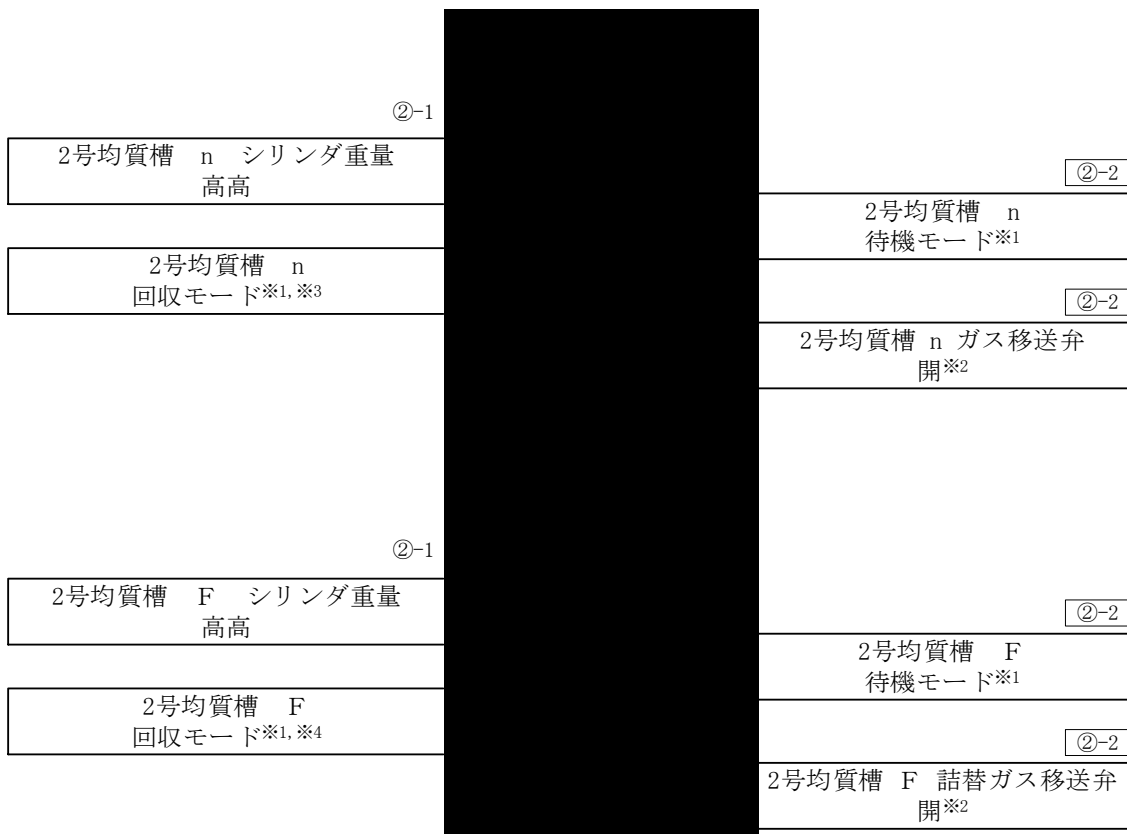 ②-1
2号均質槽　n　シリンダ重量
高高
②-2
2号均質槽　n
待機モード※1
2号均質槽　n
回収モード※1,※3
②-2
2号均質槽 n ガス移送弁
開※2
②-1
2号均質槽　F　シリンダ重量
高高
②-2
2号均質槽　F
待機モード※1
2号均質槽　F
回収モード※1,※4
②-2
2号均質槽 F 詰替ガス移送弁
開※2